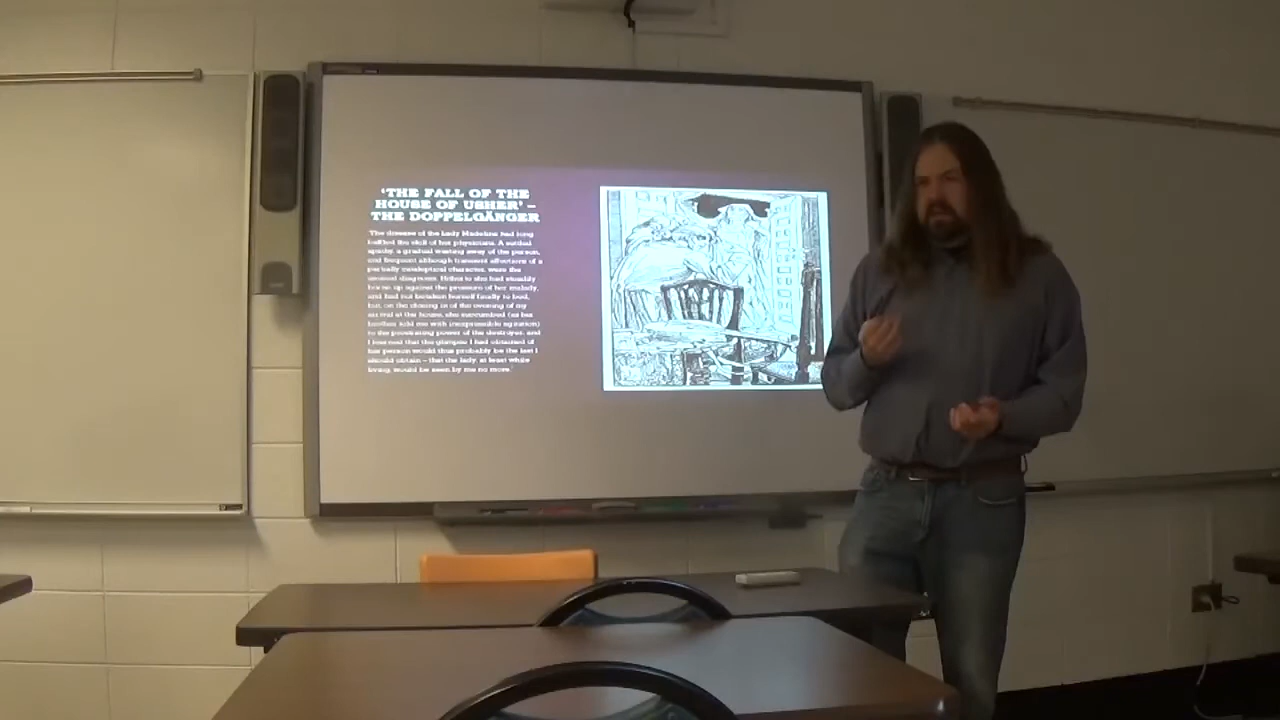 ‘THE FALL OF THE
HOUSE OF USHER’ –
THE DOPPELGÄNGER
‘The disease of the lady Madeline had long
baffled the skill of her physicians. A settled
apathy, a gradual wasting away of the person,
and frequent although transient affections of a
partially cataleptical character, were the
unusual diagnosis. Hitherto she had steadily
borne up against the pressure of her malady,
and had not betaken herself finally to bed,
but, on the closing in of the evening of my
arrival at the house, she succumbed (as her
brother told me with inexpressible agitation)
to the prostrating power of the destroyer, and
I learned that the glimpse I had obtained of
her person would thus probably be the last I
should obtain – that the lady, at least while
living, would be seen by me no more.’